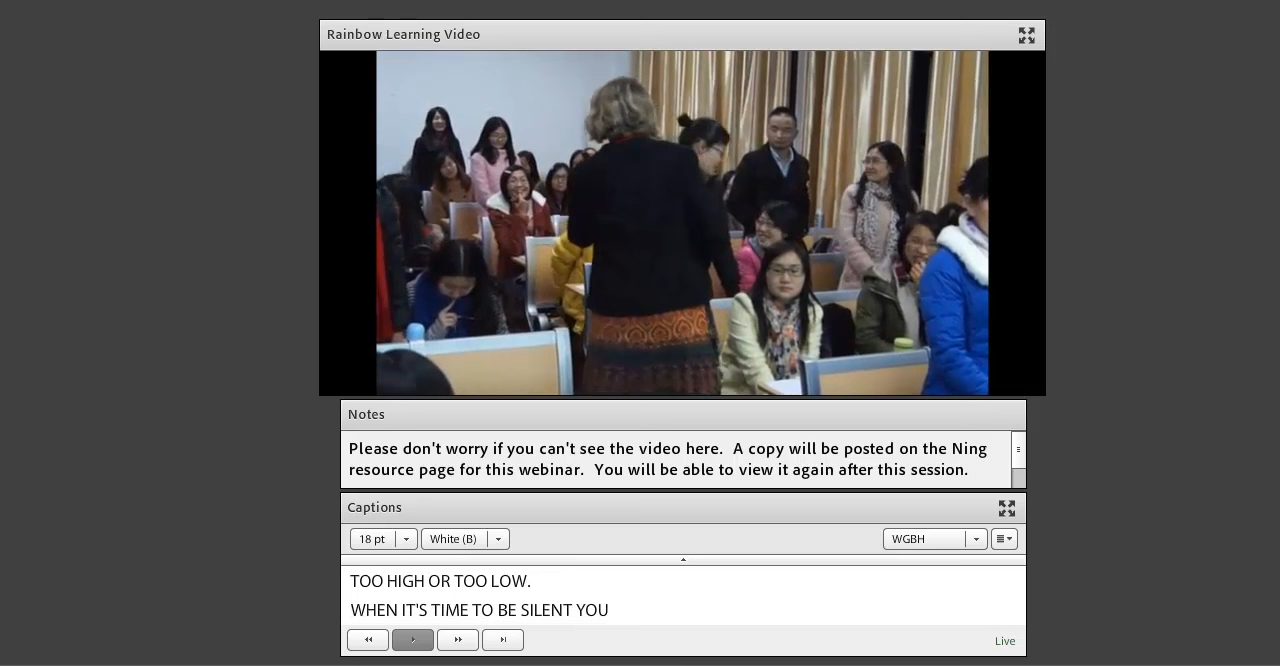 Rainbow Learning Video
Notes
Please don't worry if you can't see the video here.  A copy will be posted on the Ning
resource page for this webinar.  You will be able to view it again after this session.
Captions
18 pt
White (B)
WGBH
TOO HIGH OR TOO LOW.
WHEN IT'S TIME TO BE SILENT YOU
Live